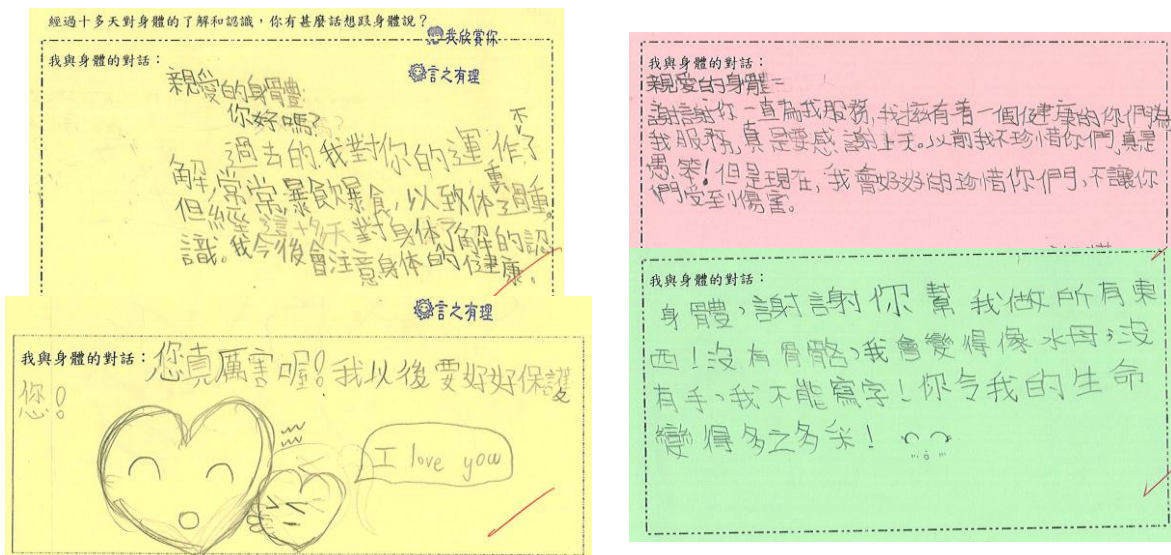 經過十多天對身體的了解和認識，你有甚麼話想跟身體說？
我欣賞你
我與身體的對話：
言之有理
親愛的身體:
你好嗎?
過去的我對你的運作不了
解,常常暴飲暴食,以致体重過
但經這十多天對身体了解的認
識。我今後會注意身体的健康。
言之有理
我與身體的對話：您真厲害喔!我以後要好好保護
您!
I love you
我與身體的對話：
親愛的身體:
謝謝你一直為我服務,我擁有着一個健康的你們為
我服務,真是要感謝上天。以前我不珍惜你們,真是
愚笨!但是現在,我會好好的珍惜你們,不讓你
們受到傷害。
我與身體的對話：
身體,謝謝你幫我做所有東
西!沒有骨骼,我會變得像水母;沒
有手,我不能寫字!你令我的生命
變得多之多采!